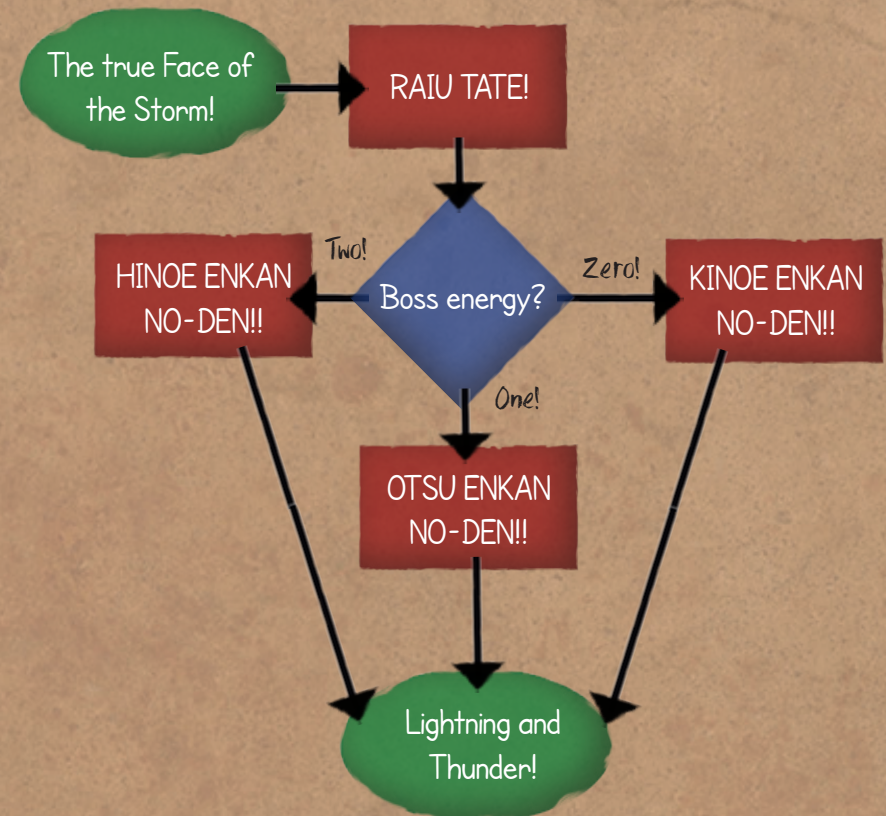 The true Face of
the Storm!
RAIU TATE!
Two!
Boss energy?
Zero!
HINOE ENKAN
NO-DEN!!
KINOE ENKAN
NO-DEN!!
One!
OTSU ENKAN
NO-DEN!!
Lightning and
Thunder!